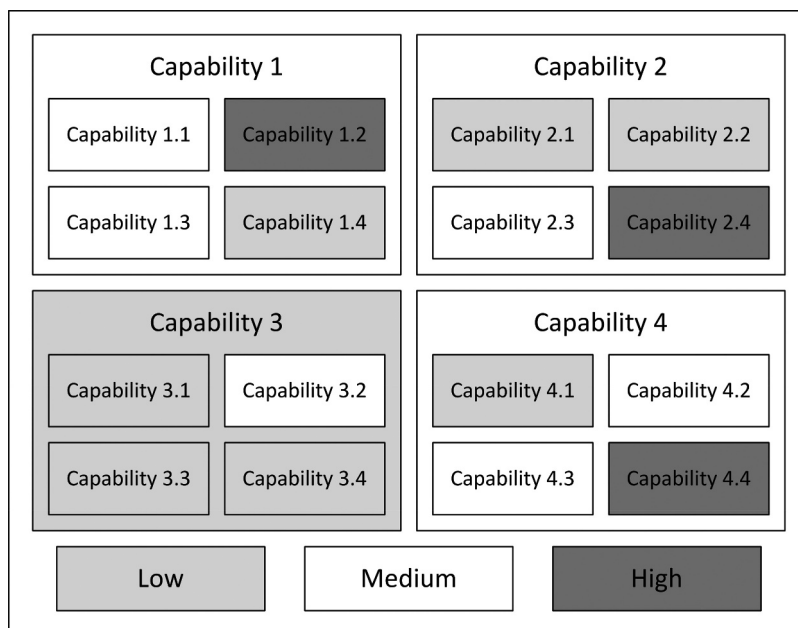 Capability 1
Capability 1.1
Capability 1.2
Capability 1.3
Capability 1.4
Capability 2
Capability 2.1
Capability 2.2
Capability 2.3
Capability 2.4
Capability 3
Capability 3.1
Capability 3.2
Capability 3.3
Capability 3.4
Capability 4
Capability 4.1
Capability 4.2
Capability 4.3
Capability 4.4
Low
Medium
High